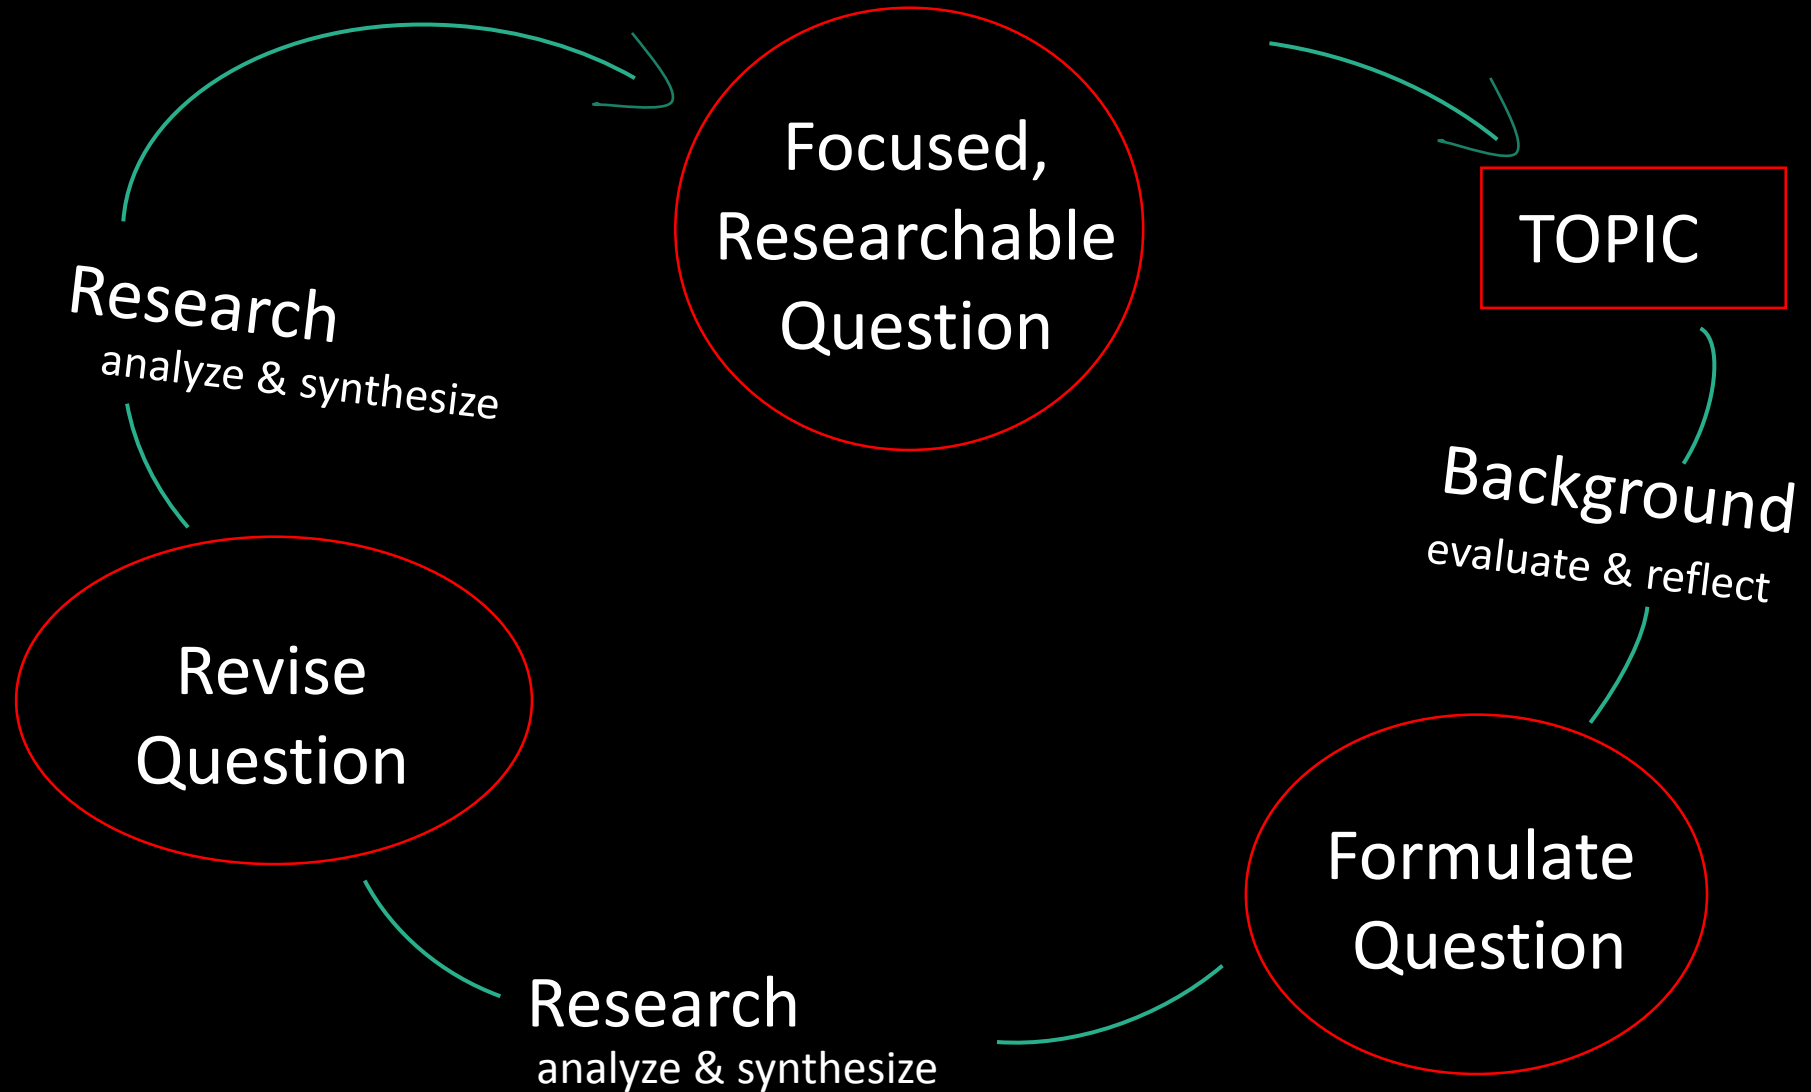 Focused,
Researchable
Question
TOPIC
Background
evaluate & reflect
Formulate
Question
Research
analyze & synthesize
Revise
Question
Research
analyze & synthesize